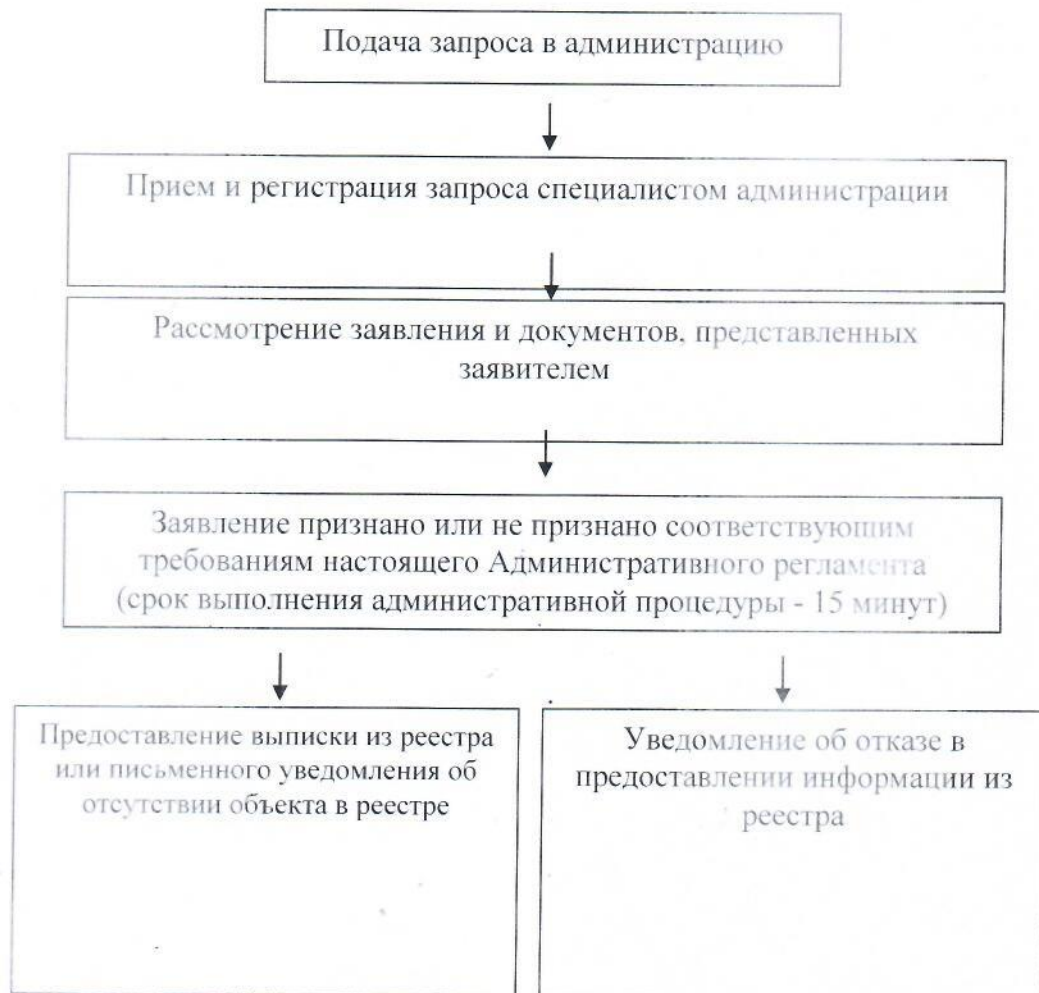 Подача запроса в администрацию
Прием и регистрация запроса специалистом администрации
Рассмотрение заявления и документов, представленных
заявителем
Заявление признано или не признано соответствующим
требованиям настоящего Административного регламента
(срок выполнения административной процедуры - 15 минут)
Предоставление выписки из реестра
или письменного уведомления об
отсутствии объекта в реестре
Уведомление об отказе в
предоставлении информации из
реестра